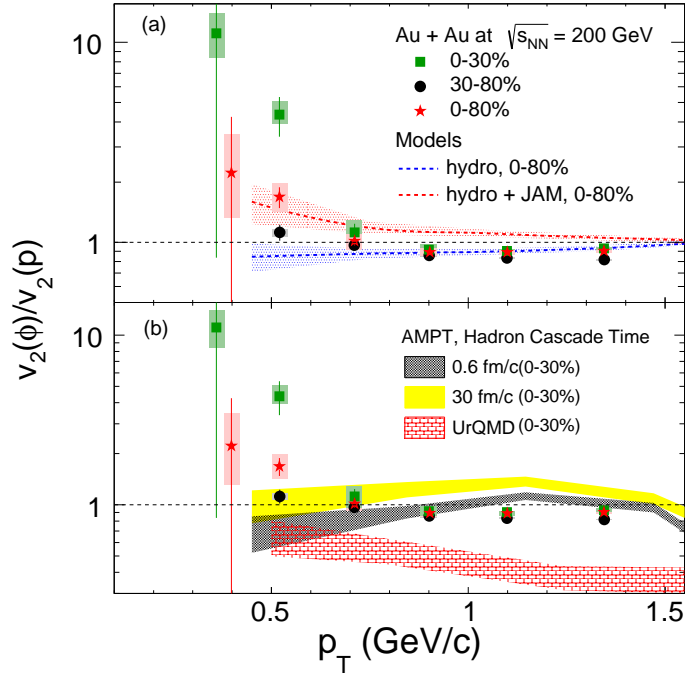 (a)
Au + Au at √s_NN = 200 GeV
0-30%
30-80%
0-80%
Models
hydro, 0-80%
hydro + JAM, 0-80%
10
1
v₂(ϕ)/v₂(p)
(b)
AMPT, Hadron Cascade Time
0.6 fm/c(0-30%)
30 fm/c (0-30%)
UrQMD (0-30%)
10
1
0.5 1 1.5
p_T (GeV/c)